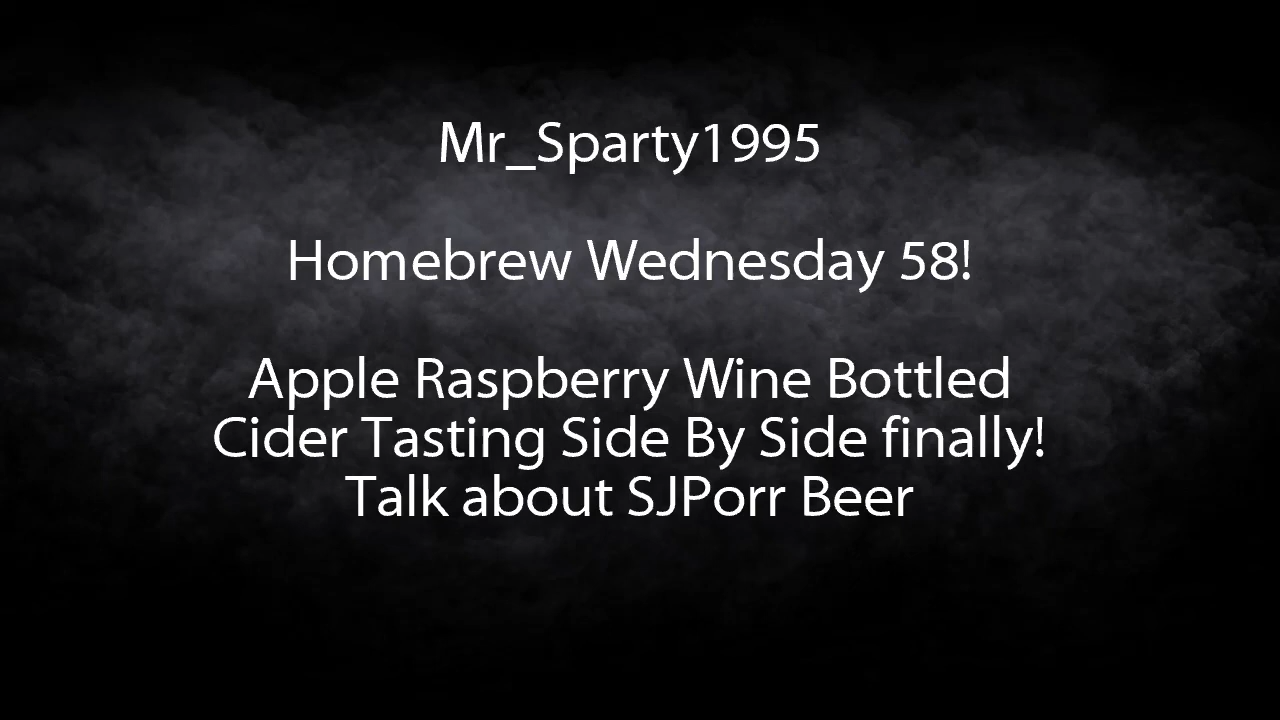 Mr_Sparty1995
Homebrew Wednesday 58!
Apple Raspberry Wine Bottled
Cider Tasting Side By Side finally!
Talk about SJPorr Beer